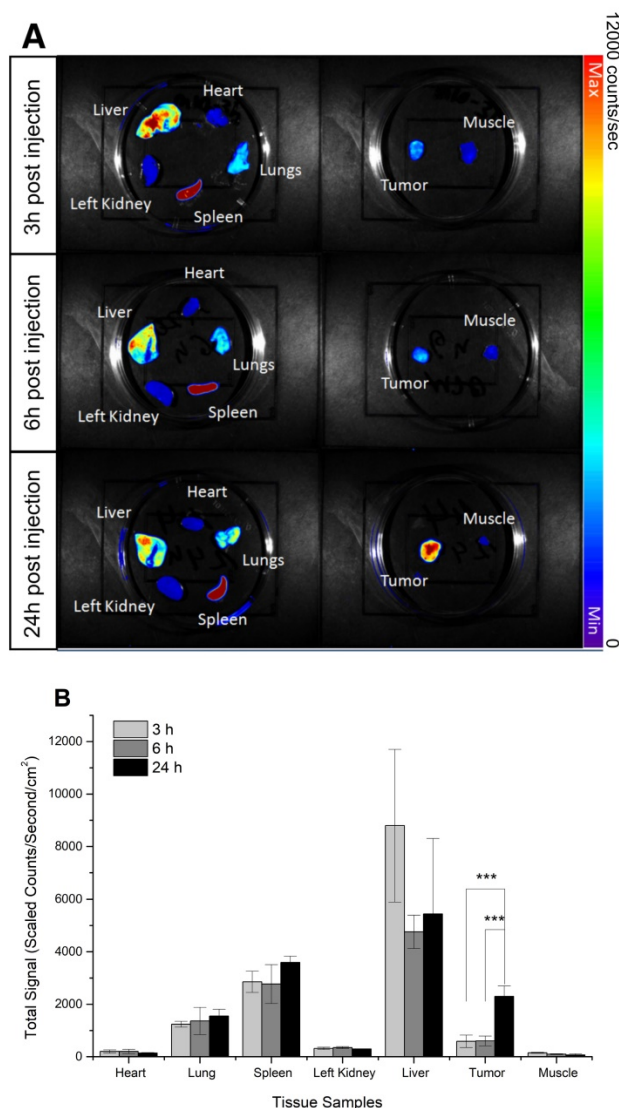 A
3h post injection
Liver
Heart
Lungs
Left Kidney
Spleen
Muscle
Tumor
6h post injection
Heart
Liver
Lungs
Left Kidney
Spleen
Muscle
Tumor
24h post injection
Heart
Liver
Lungs
Left Kidney
Spleen
Muscle
Tumor
12000 counts/sec
Max
Min
0
B
3 h
6 h
24 h
Total Signal (Scaled Counts/Second/cm²)
12000
10000
8000
6000
4000
2000
0
***
***
Heart Lung Spleen Left Kidney Liver Tumor Muscle
Tissue Samples